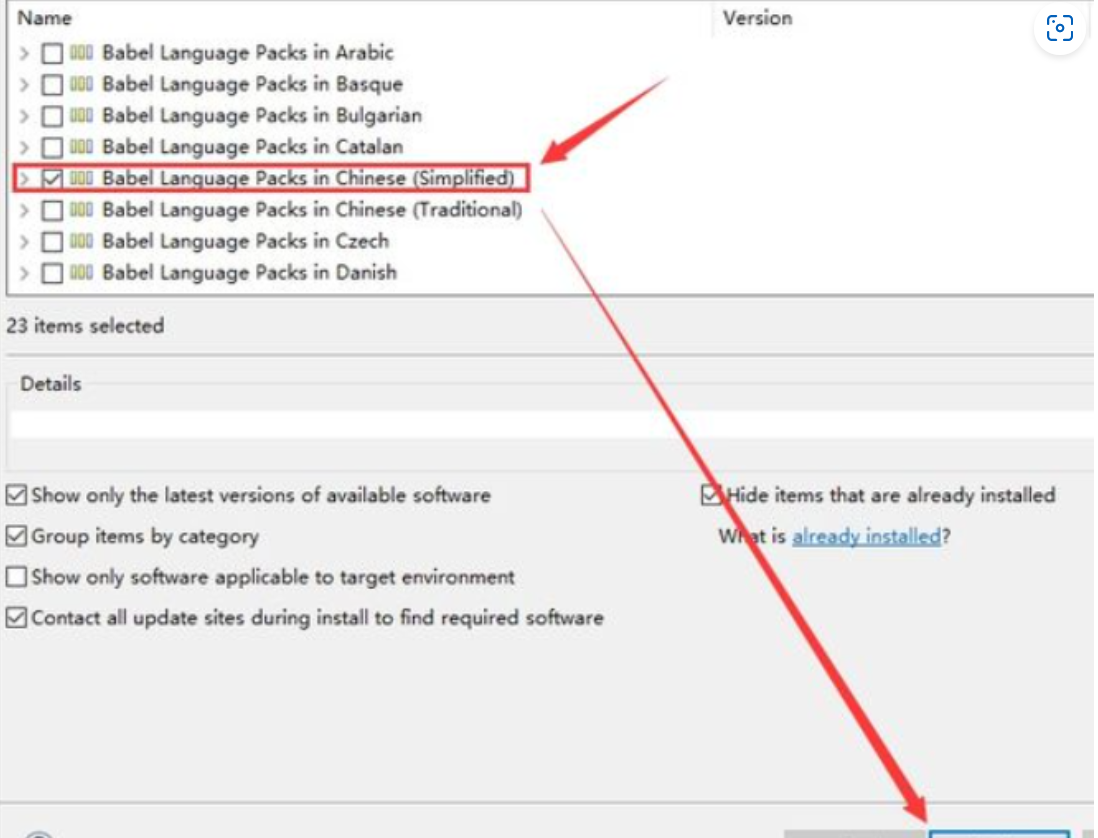 Name Version
Babel Language Packs in Arabic
Babel Language Packs in Basque
Babel Language Packs in Bulgarian
Babel Language Packs in Catalan
Babel Language Packs in Chinese (Simplified)
Babel Language Packs in Chinese (Traditional)
Babel Language Packs in Czech
Babel Language Packs in Danish
23 items selected
Details
Show only the latest versions of available software Hide items that are already installed
Group items by category What is already installed?
Show only software applicable to target environment
Contact all update sites during install to find required software